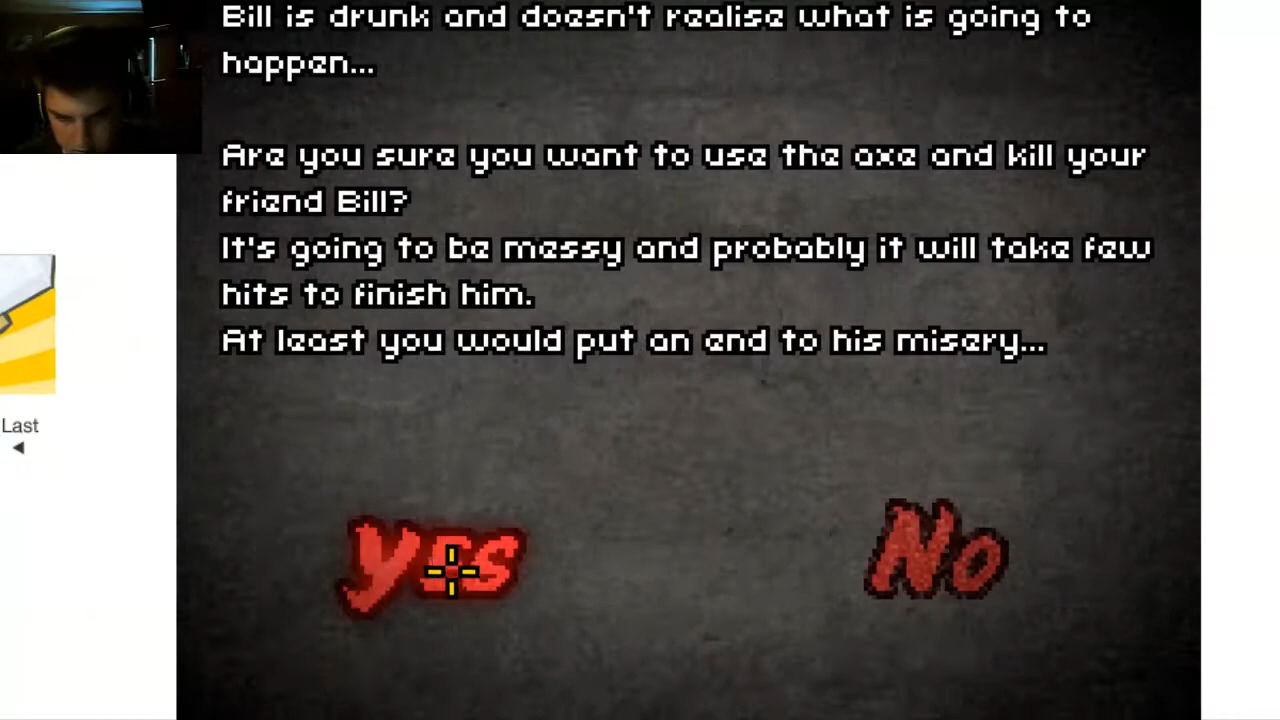 Bill is drunk and doesn't realise what is going to
happen...
Are you sure you want to use the axe and kill your
friend Bill?
It's going to be messy and probably it will take few
hits to finish him.
At least you would put an end to his misery...
Last
Yes
No